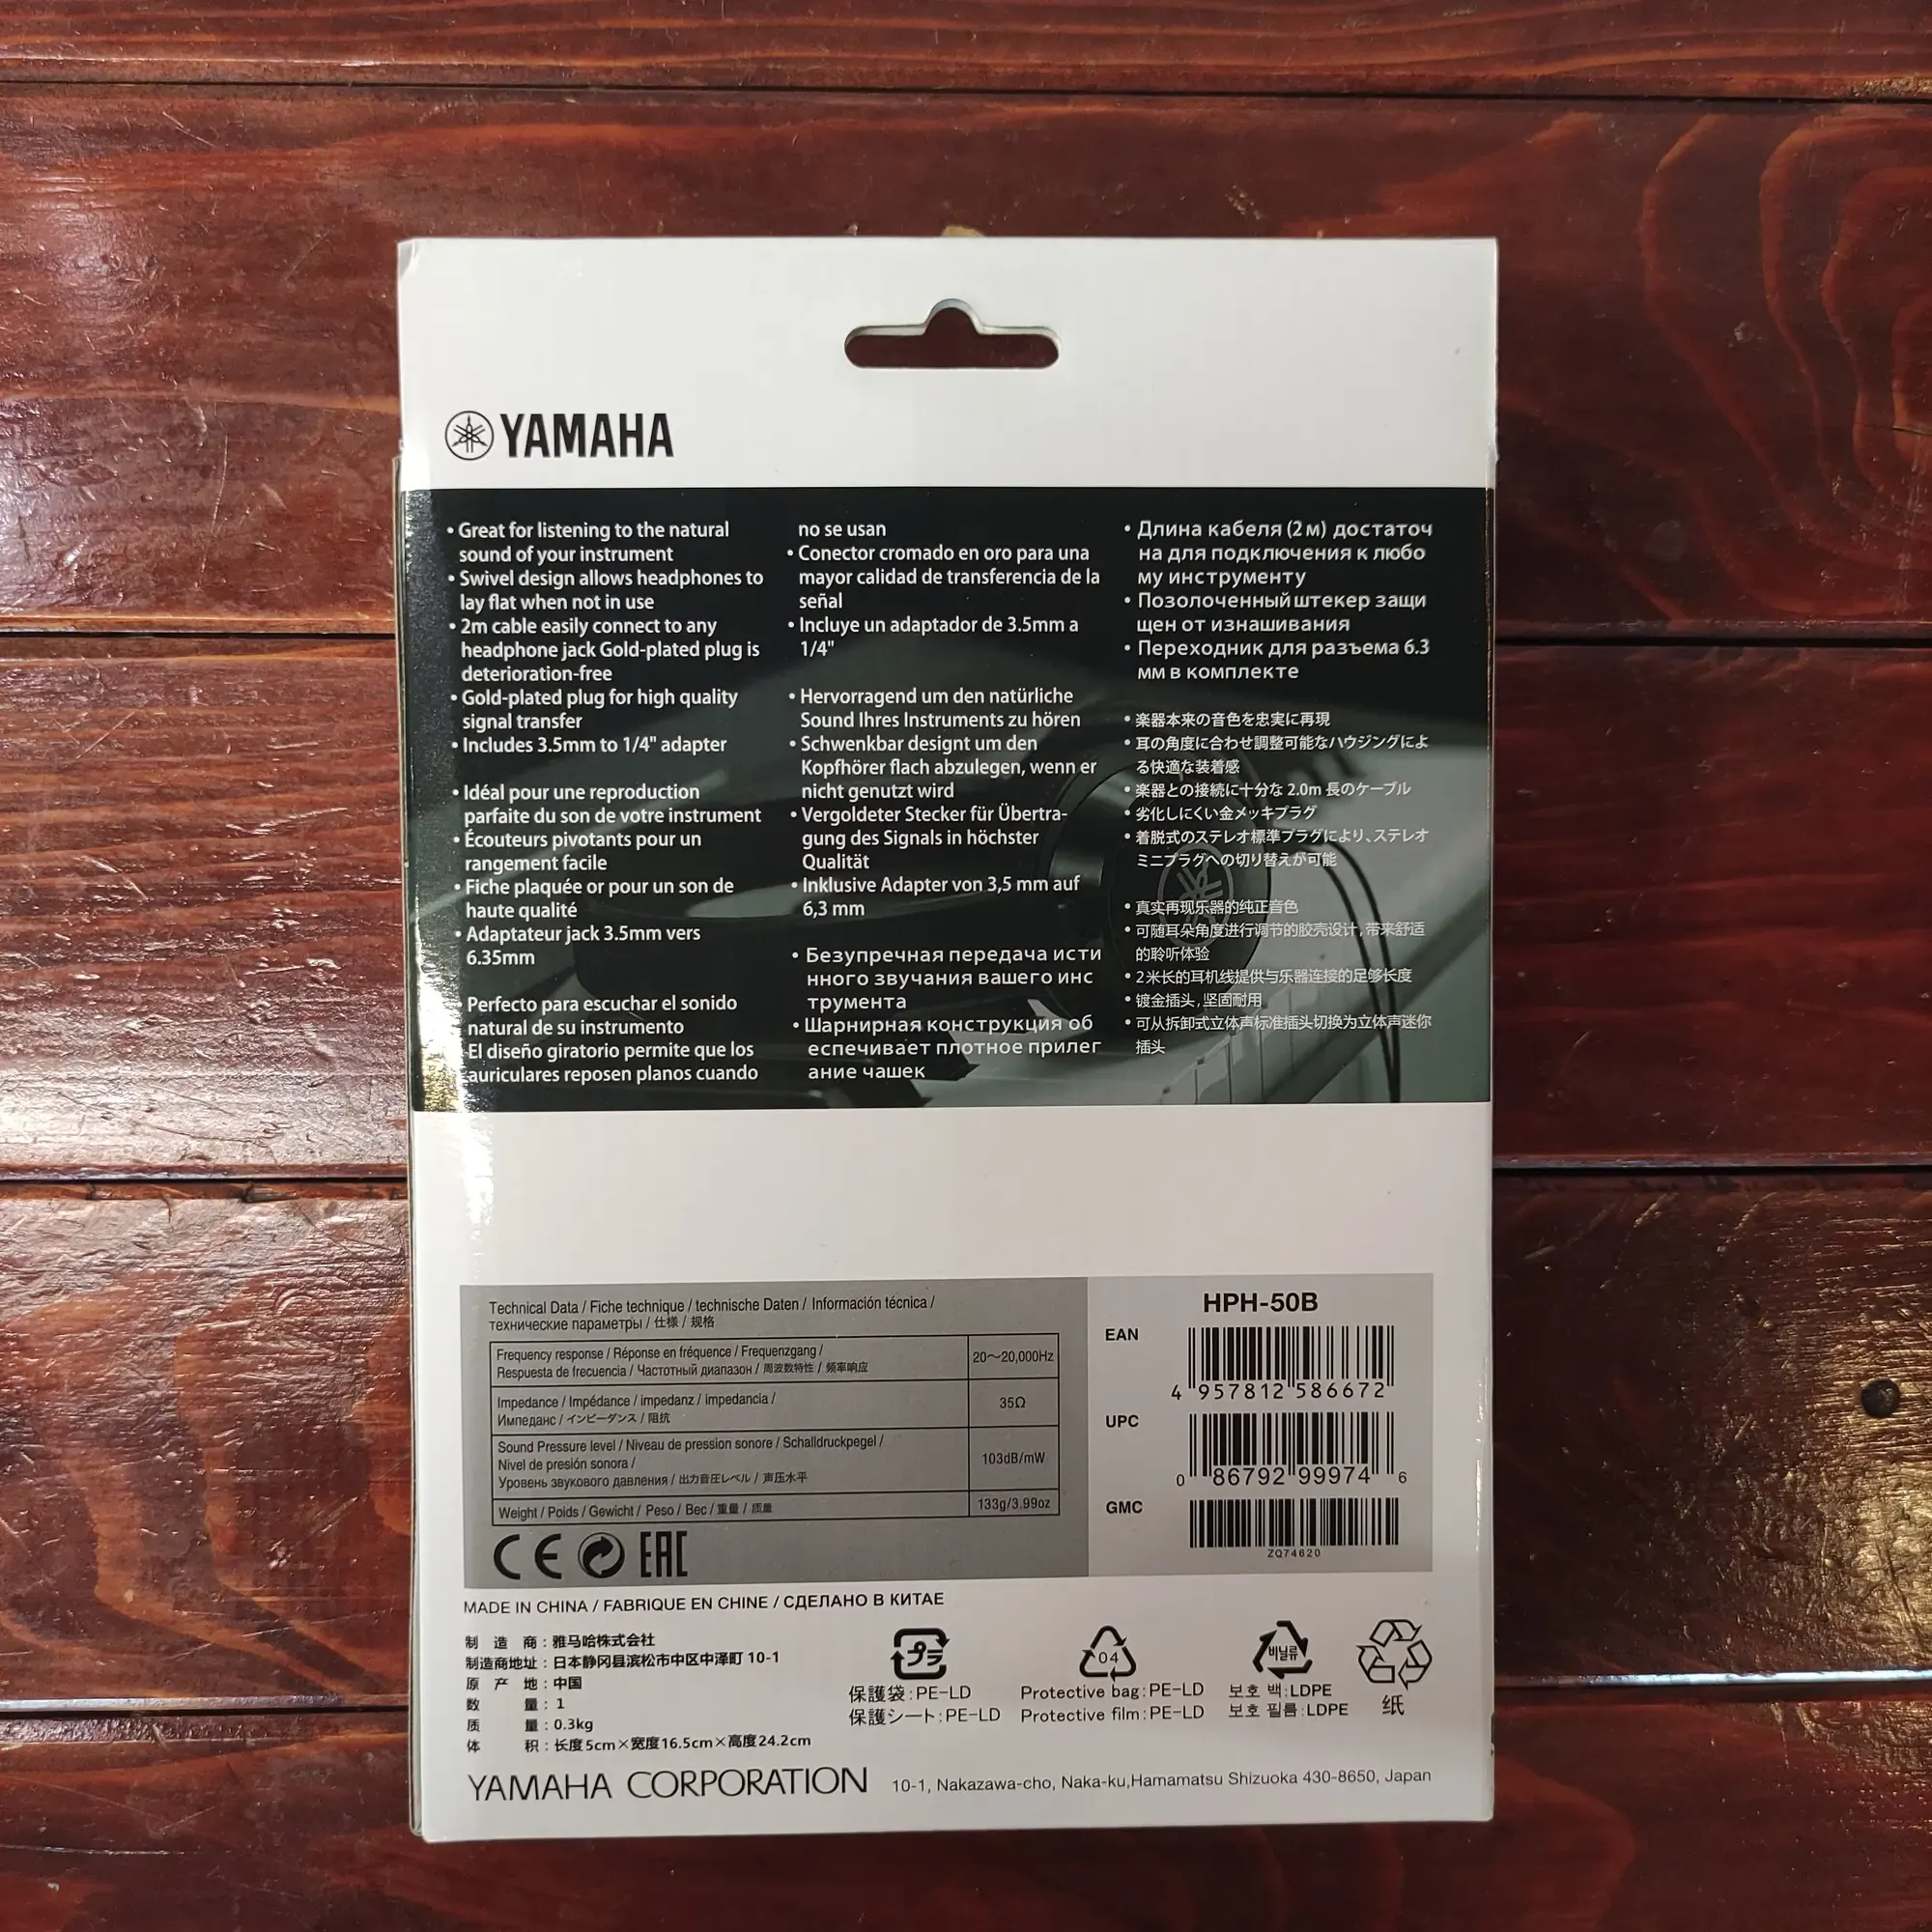 YAMAHA
• Great for listening to the natural
sound of your instrument
• Swivel design allows headphones to
lay flat when not in use
• 2m cable easily connect to any
headphone jack Gold-plated plug is
deterioration-free
• Gold-plated plug for high quality
signal transfer
• Includes 3.5mm to 1/4" adapter
• Idéal pour une reproduction
parfaite du son de votre instrument
• Écouteurs pivotants pour un
rangement facile
• Fiche plaquée or pour un son de
haute qualité
• Adaptateur jack 3.5mm vers
6.35mm
Perfecto para escuchar el sonido
natural de su instrumento
El diseño giratorio permite que los
auriculares reposen planos cuando
no se usan
• Conector cromado en oro para una
mayor calidad de transferencia de la
señal
• Incluye un adaptador de 3.5mm a
1/4"
• Hervorragend um den natürliche
Sound Ihres Instruments zu hören
• Schwenkbar designt um den
Kopfhörer flach abzulegen, wenn er
nicht genutzt wird
• Vergoldeter Stecker für Übertra-
gung des Signals in höchster
Qualität
• Inklusive Adapter von 3,5 mm auf
6,3 mm
• Безупречная передача исти
нного звучания вашего инс
трумента
• Шарнирная конструкция об
еспечивает плотное прилег
ание чашек
• Длина кабеля (2 м) достаточ
на для подключения к любо
му инструменту
• Позолоченный штекер защи
щен от изнашивания
• Переходник для разъема 6.3
мм в комплекте
• 楽器本来の音色を忠実に再現
• 耳の角度に合わせ調整可能なハウジングによ
る快適な装着感
• 楽器との接続に十分な 2.0m 長のケーブル
• 劣化しにくい金メッキプラグ
• 着脱式のステレオ標準プラグにより、ステレオ
ミニプラグへの切り替えが可能
• 真实再现乐器的纯正音色
• 可随耳朵角度进行调节的胶壳设计, 带来舒适
的聆听体验
• 2米长的耳机线提供与乐器连接的足够长度
• 镀金插头, 坚固耐用
• 可从拆卸式立体声标准插头切换为立体声迷你
插头
Technical Data / Fiche technique / technische Daten / Información técnica /
технические параметры / 仕様 / 规格
Frequency response / Réponse en fréquence / Frequenzgang /
Respuesta de frecuencia / Частотный диапазон / 周波数特性 / 频率响应
20～20,000Hz
Impedance / Impédance / impedanz / impedancia /
Импеданс / インピーダンス / 阻抗
35Ω
Sound Pressure level / Niveau de pression sonore / Schalldruckpegel /
Nivel de presión sonora /
Уровень звукового давления / 出力音圧レベル / 声压水平
103dB/mW
Weight / Poids / Gewicht / Peso / Вес / 重量 / 质量
133g/3.99oz
CE EAC
HPH-50B
EAN
4 957812 586672
UPC
0 86792 99974 6
GMC
ZQ74620
MADE IN CHINA / FABRIQUE EN CHINE / СДЕЛАНО В КИТАЕ
制 造 商 : 雅马哈株式会社
制造商地址 : 日本静冈县滨松市中区中泽町 10-1
原 产 地 : 中国
数 量 : 1
质 量 : 0.3kg
体 积 : 长度5cm×宽度16.5cm×高度24.2cm
プラ
保護袋 : PE-LD
保護シート : PE-LD
04
Protective bag : PE-LD
Protective film : PE-LD
비닐류
보호 백 : LDPE
보호 필름 : LDPE
纸
YAMAHA CORPORATION 10-1, Nakazawa-cho, Naka-ku,Hamamatsu Shizuoka 430-8650, Japan